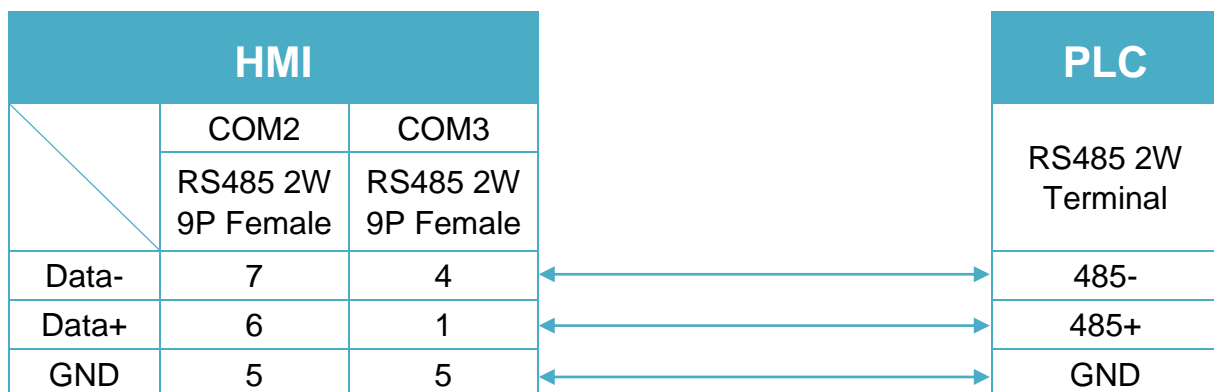 HMI
PLC
COM2 COM3
RS485 2W
9P Female
RS485 2W
9P Female
RS485 2W
Terminal
Data- 7 4 485-
Data+ 6 1 485+
GND 5 5 GND